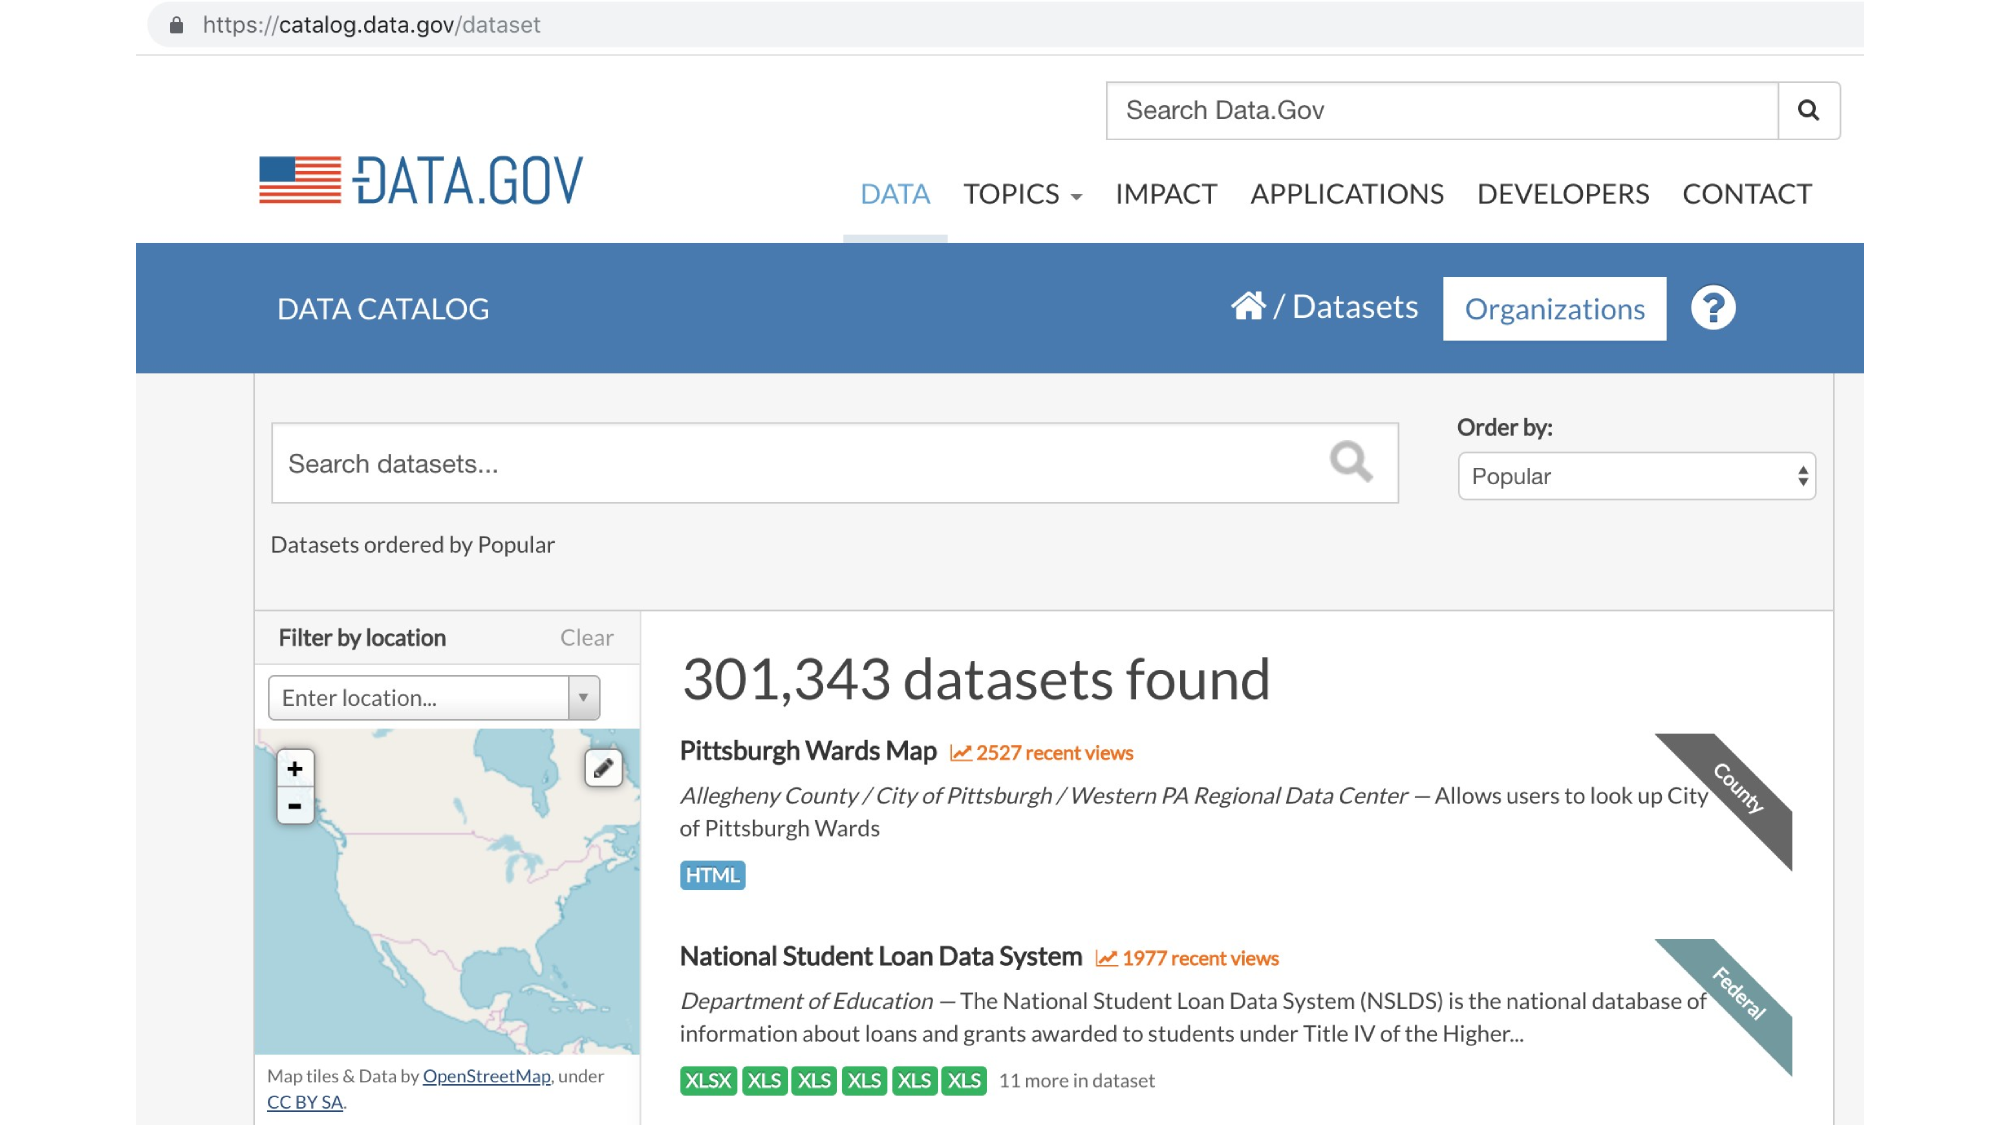 https://catalog.data.gov/dataset
Search Data.Gov
DATA.GOV
DATA TOPICS IMPACT APPLICATIONS DEVELOPERS CONTACT
DATA CATALOG
/ Datasets Organizations ?
Search datasets...
Order by:
Popular
Datasets ordered by Popular
Filter by location Clear
Enter location...
+
-
Map tiles & Data by OpenStreetMap, under
CC BY SA.
301,343 datasets found
Pittsburgh Wards Map 2527 recent views
County
Allegheny County / City of Pittsburgh / Western PA Regional Data Center — Allows users to look up City
of Pittsburgh Wards
HTML
National Student Loan Data System 1977 recent views
Federal
Department of Education — The National Student Loan Data System (NSLDS) is the national database of
information about loans and grants awarded to students under Title IV of the Higher...
XLSX XLS XLS XLS XLS XLS 11 more in dataset